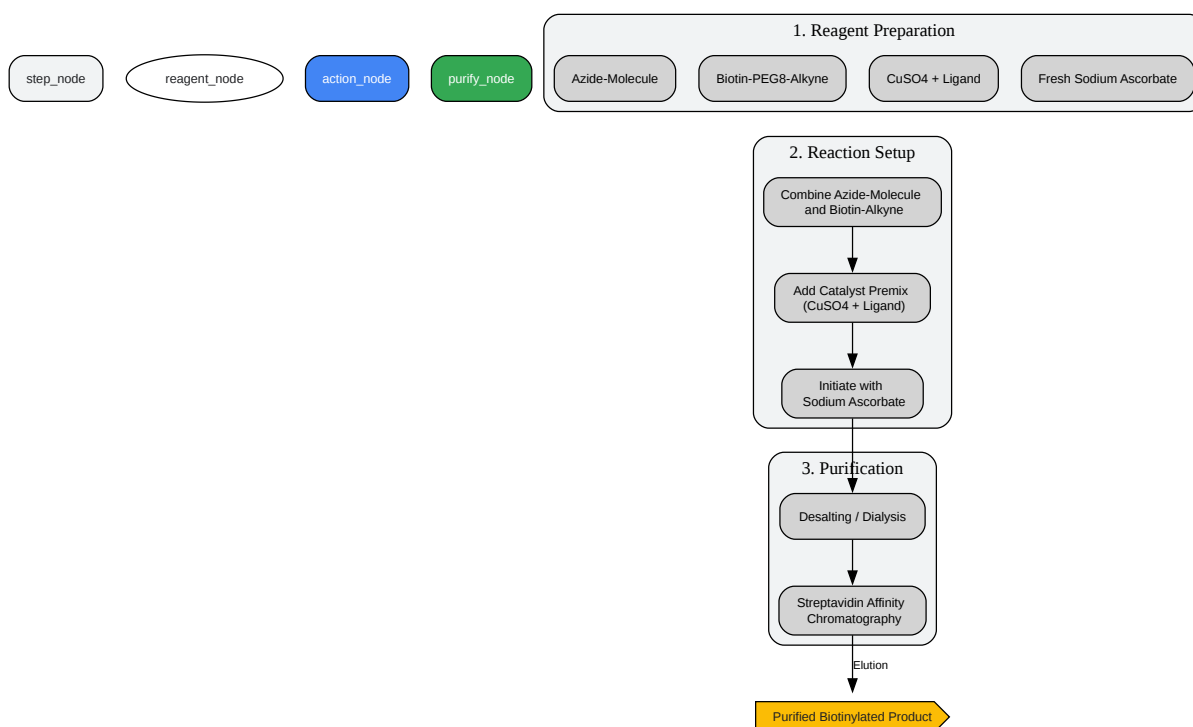 1. Reagent Preparation
step_node
reagent_node
action_node
purify_node
Azide-Molecule
Biotin-PEG8-Alkyne
CuSO4 + Ligand
Fresh Sodium Ascorbate
2. Reaction Setup
Combine Azide-Molecule
and Biotin-Alkyne
Add Catalyst Premix
(CuSO4 + Ligand)
Initiate with
Sodium Ascorbate
3. Purification
Desalting / Dialysis
Streptavidin Affinity
Chromatography
Elution
Purified Biotinylated Product